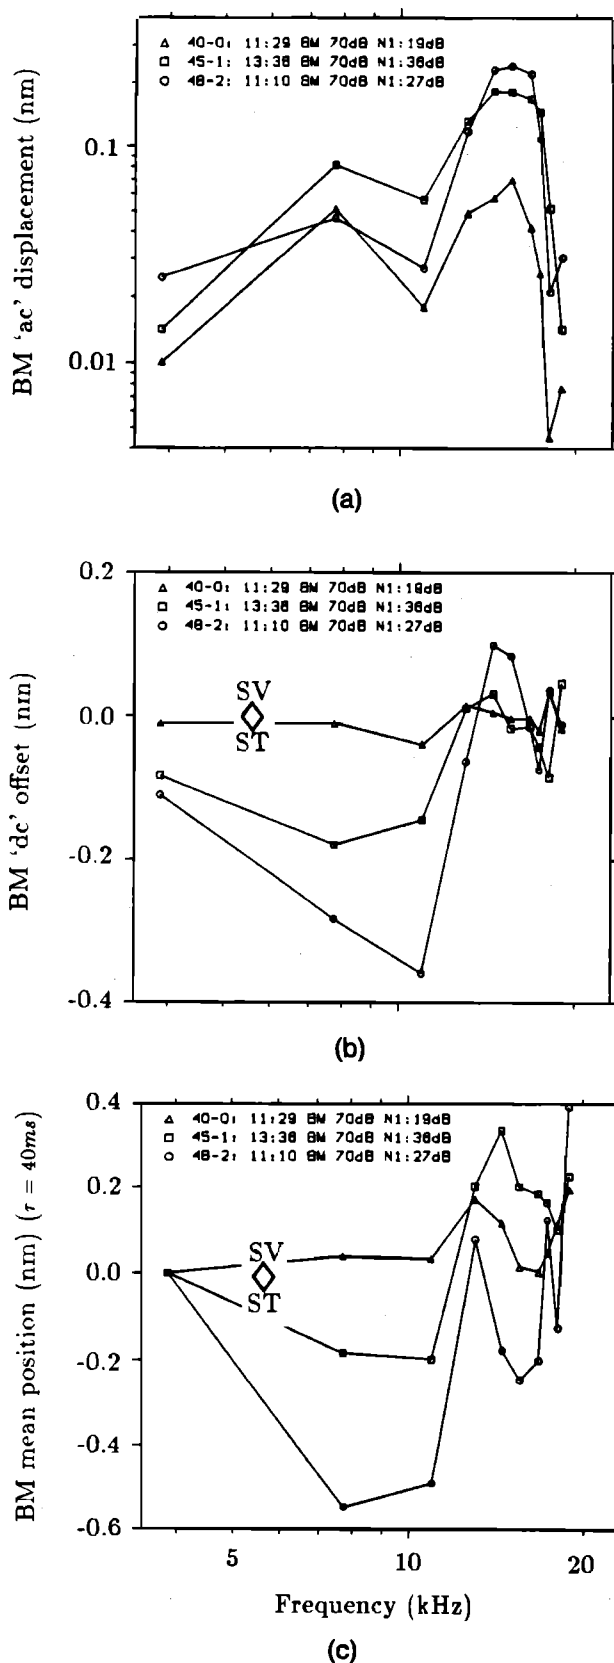 △ 40-0: 11:29 BM 70dB N1:19dB
□ 45-1: 13:36 BM 70dB N1:36dB
○ 48-2: 11:10 BM 70dB N1:27dB
BM ‘ac’ displacement (nm)
0.1
0.01
(a)
△ 40-0: 11:29 BM 70dB N1:19dB
□ 45-1: 13:36 BM 70dB N1:36dB
○ 48-2: 11:10 BM 70dB N1:27dB
BM ‘dc’ offset (nm)
0.2
0.0
-0.2
-0.4
SV
ST
(b)
△ 40-0: 11:29 BM 70dB N1:19dB
□ 45-1: 13:36 BM 70dB N1:36dB
○ 48-2: 11:10 BM 70dB N1:27dB
BM mean position (nm) (τ = 40ms)
0.4
0.2
0.0
-0.2
-0.4
-0.6
SV
ST
5 10 20
Frequency (kHz)
(c)